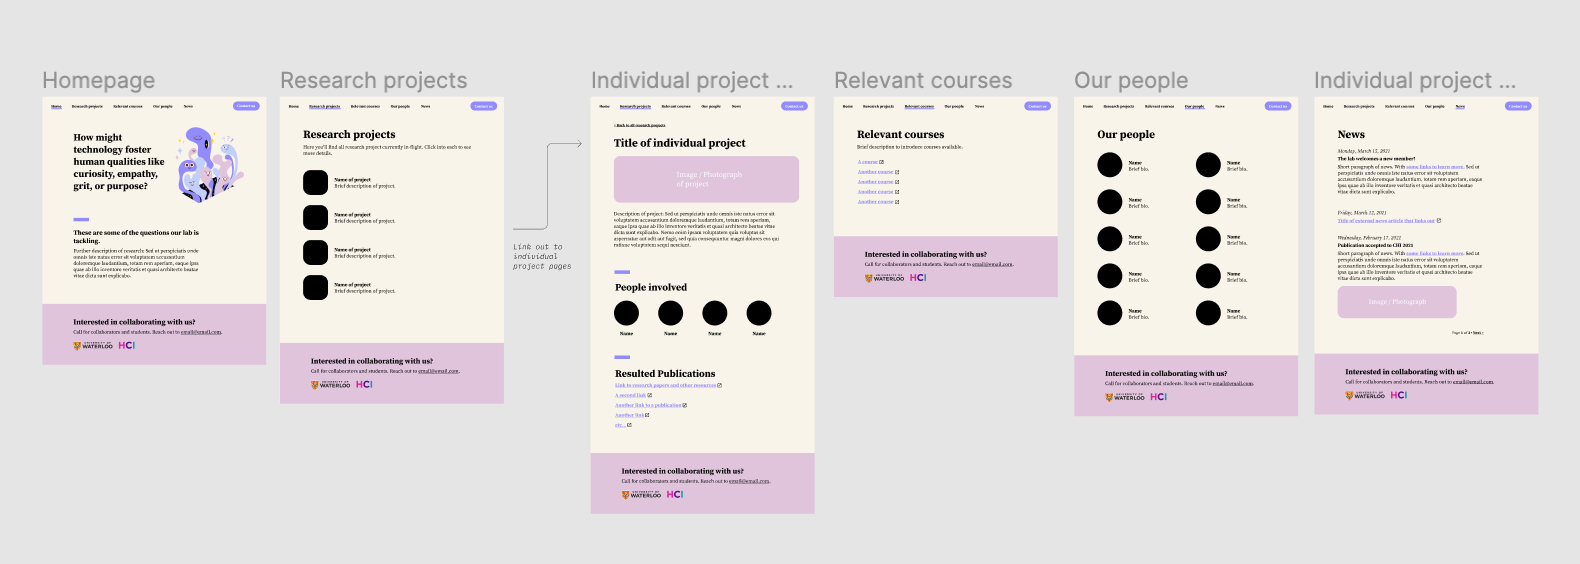 Homepage
Home Research projects Relevant courses Our people News Contact us
How might
technology foster
human qualities like
curiosity, empathy,
grit, or purpose?
These are some of the questions our lab is
tackling.
Further description of research: Sed ut perspiciatis unde
omnis iste natus error sit voluptatem accusantium
doloremque laudantium, totam rem aperiam, eaque ipsa
quae ab illo inventore veritatis et quasi architecto beatae
vitae dicta sunt explicabo.
Interested in collaborating with us?
Call for collaborators and students. Reach out to email@email.com.
UNIVERSITY OF
WATERLOO HCI
Research projects
Home Research projects Relevant courses Our people News Contact us
Research projects
Here you'll find all research project currently in-flight. Click into each to see
more details.
Name of project
Brief description of project.
Name of project
Brief description of project.
Name of project
Brief description of project.
Name of project
Brief description of project.
Interested in collaborating with us?
Call for collaborators and students. Reach out to email@email.com.
UNIVERSITY OF
WATERLOO HCI
Link out to
individual
project pages
Individual project ...
Home Research projects Relevant courses Our people News Contact us
< Back to all research projects
Title of individual project
Image / Photograph
of project
Description of project: Sed ut perspiciatis unde omnis iste natus error sit
voluptatem accusantium doloremque laudantium, totam rem aperiam,
eaque ipsa quae ab illo inventore veritatis et quasi architecto beatae vitae
dicta sunt explicabo. Nemo enim ipsam voluptatem quia voluptas sit
aspernatur aut odit aut fugit, sed quia consequuntur magni dolores eos qui
ratione voluptatem sequi nesciunt.
People involved
Name Name Name Name
Resulted Publications
Link to research papers and other resources
A second link
Another link to a publication
Another link
etc...
Interested in collaborating with us?
Call for collaborators and students. Reach out to email@email.com.
UNIVERSITY OF
WATERLOO HCI
Relevant courses
Home Research projects Relevant courses Our people News Contact us
Relevant courses
Brief description to introduce courses available.
A course
Another course
Another course
Another course
Another course
Interested in collaborating with us?
Call for collaborators and students. Reach out to email@email.com.
UNIVERSITY OF
WATERLOO HCI
Our people
Home Research projects Relevant courses Our people News Contact us
Our people
Name Name
Brief bio. Brief bio.
Name Name
Brief bio. Brief bio.
Name Name
Brief bio. Brief bio.
Name Name
Brief bio. Brief bio.
Name Name
Brief bio. Brief bio.
Interested in collaborating with us?
Call for collaborators and students. Reach out to email@email.com.
UNIVERSITY OF
WATERLOO HCI
Individual project ...
Home Research projects Relevant courses Our people News Contact us
News
Monday, March 15, 2021
The lab welcomes a new member!
Short paragraph of news. With some links to learn more. Sed ut
perspiciatis unde omnis iste natus error sit voluptatem
accusantium doloremque laudantium, totam rem aperiam, eaque
ipsa quae ab illo inventore veritatis et quasi architecto beatae
vitae dicta sunt explicabo.
Friday, March 12, 2021
Title of external news article that links out
Wednesday, February 17, 2021
Publication accepted to CHI 2021
Short paragraph of news. With some links to learn more. Sed ut
perspiciatis unde omnis iste natus error sit voluptatem
accusantium doloremque laudantium, totam rem aperiam, eaque
ipsa quae ab illo inventore veritatis et quasi architecto beatae
vitae dicta sunt explicabo.
Image / Photograph
Page 1 of 3 • Next >
Interested in collaborating with us?
Call for collaborators and students. Reach out to email@email.com.
UNIVERSITY OF
WATERLOO HCI